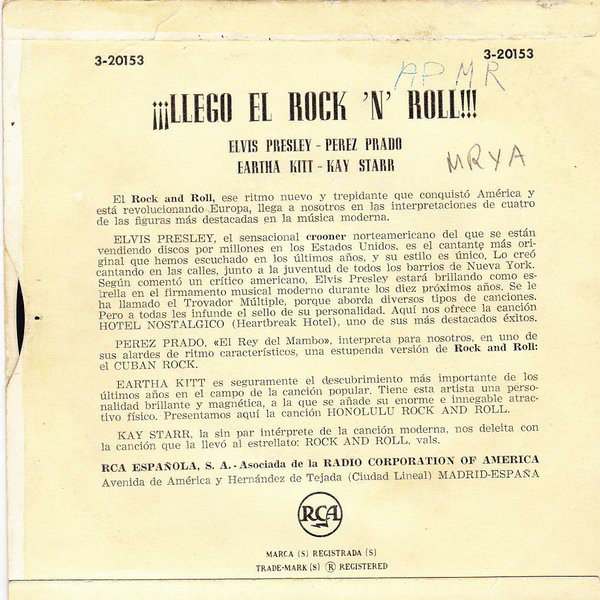 3-20153 3-20153
AP MR
¡¡¡LLEGO EL ROCK 'N' ROLL!!!
ELVIS PRESLEY - PEREZ PRADO
EARTHA KITT - KAY STARR
MRYA
El Rock and Roll, ese ritmo nuevo y trepidante que conquistó América y
está revolucionando Europa, llega a nosotros en las interpretaciones de cuatro
de las figuras más destacadas en la música moderna.
ELVIS PRESLEY, el sensacional crooner norteamericano del que se están
vendiendo discos por millones en los Estados Unidos, es el cantante más ori-
ginal que hemos escuchado en los últimos años, y su estilo es único. Lo creó
cantando en las calles, junto a la juventud de todos los barrios de Nueva York.
Según comentó un crítico americano, Elvis Presley estará brillando como es-
trella en el firmamento musical moderno durante los diez próximos años. Se le
ha llamado el Trovador Múltiple, porque aborda diversos tipos de canciones.
Pero a todas les infunde el sello de su personalidad. Aquí nos ofrece la canción
HOTEL NOSTALGICO (Heartbreak Hotel), uno de sus más destacados éxitos.
PEREZ PRADO, «El Rey del Mambo», interpreta para nosotros, en uno de
sus alardes de ritmo característicos, una estupenda versión de Rock and Roll:
el CUBAN ROCK.
EARTHA KITT es seguramente el descubrimiento más importante de los
últimos años en el campo de la canción popular. Tiene esta artista una perso-
nalidad brillante y magnética, a la que se añade su enorme e innegable atrac-
tivo físico. Presentamos aquí la canción HONOLULU ROCK AND ROLL.
KAY STARR, la sin par intérprete de la canción moderna, nos deleita con
la canción que la llevó al estrellato: ROCK AND ROLL, vals.
RCA ESPAÑOLA, S. A. - Asociada de la RADIO CORPORATION OF AMERICA
Avenida de América y Hernández de Tejada (Ciudad Lineal) MADRID-ESPAÑA
RCA
MARCA (S) REGISTRADA (S)
TRADE-MARK (S) ® REGISTERED